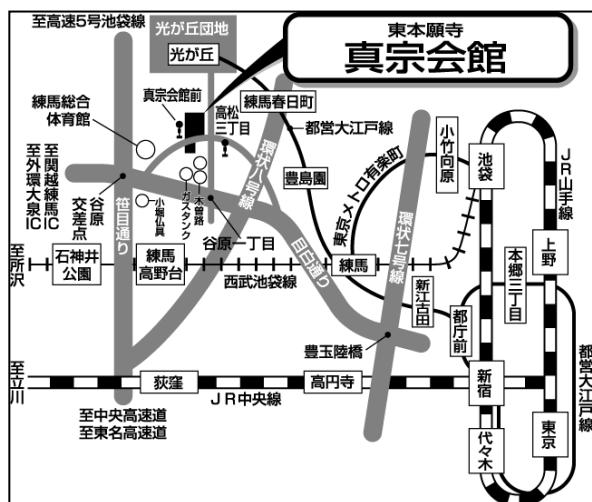 至高速5号池袋線
光が丘団地
光が丘
東本願寺
真宗会館
真宗会館前
高松
三丁目
練馬春日町
都営大江戸線
練馬総合
体育館
至関越練馬IC
至外環大泉IC
谷原
交差点
笹目通り
小堀仏具
ガスタンク
木曽路
谷原一丁目
環状八号線
目白通り
豊島園
東京メトロ有楽町
小竹向原
環状七号線
池袋
JR山手線
上野
本郷三丁目
都営大江戸線
至所沢
石神井
公園
練馬
高野台
西武池袋線
練馬
新江古田
都庁前
豊玉陸橋
至立川
荻窪
JR中央線
高円寺
新宿
代々木
東京
至中央高速道
至東名高速道